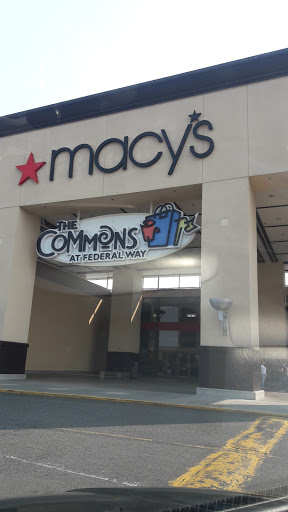 macy's
THE
COMMONS
AT FEDERAL WAY